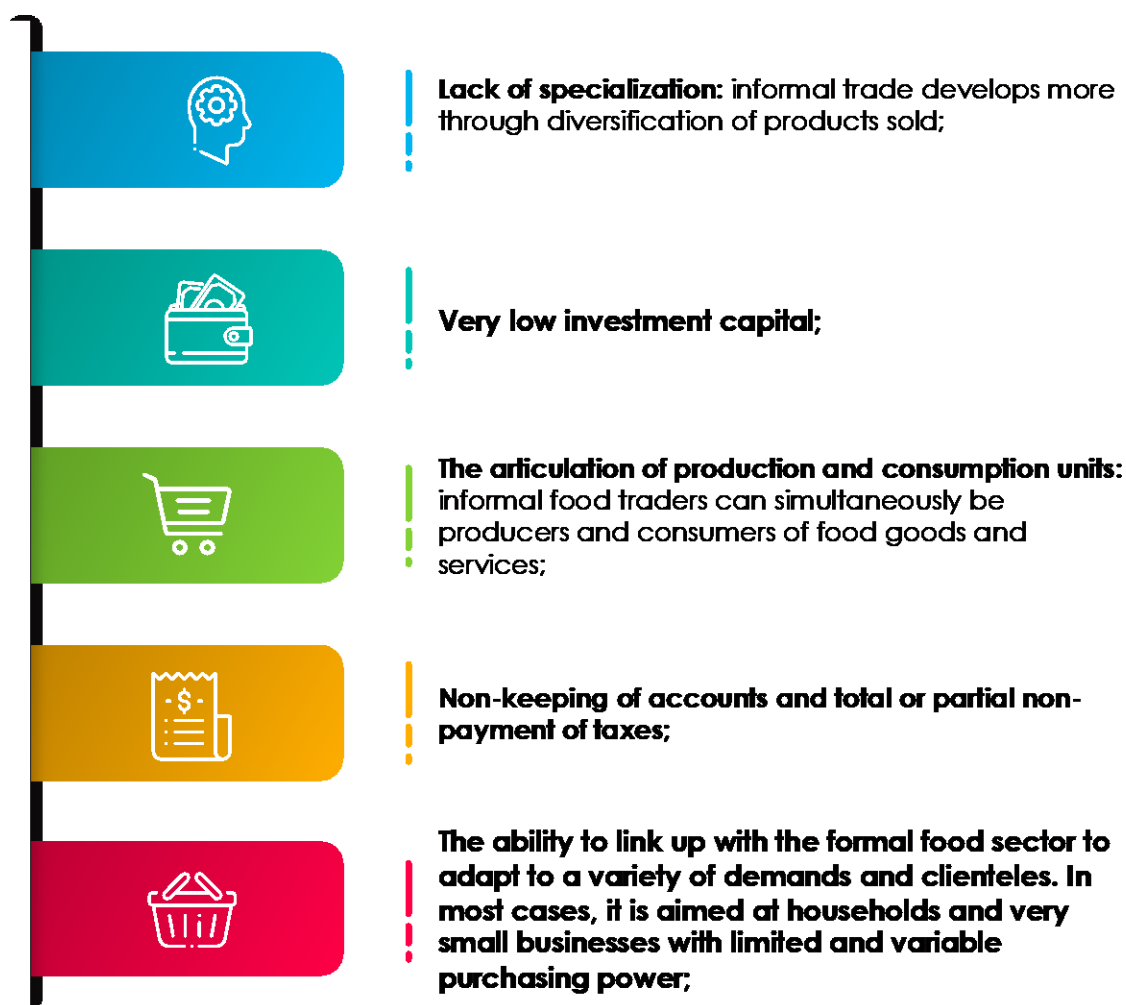 Lack of specialization: informal trade develops more
through diversification of products sold;
Very low investment capital;
The articulation of production and consumption units:
informal food traders can simultaneously be
producers and consumers of food goods and
services;
$
Non-keeping of accounts and total or partial non-
payment of taxes;
The ability to link up with the formal food sector to
adapt to a variety of demands and clienteles. In
most cases, it is aimed at households and very
small businesses with limited and variable
purchasing power;